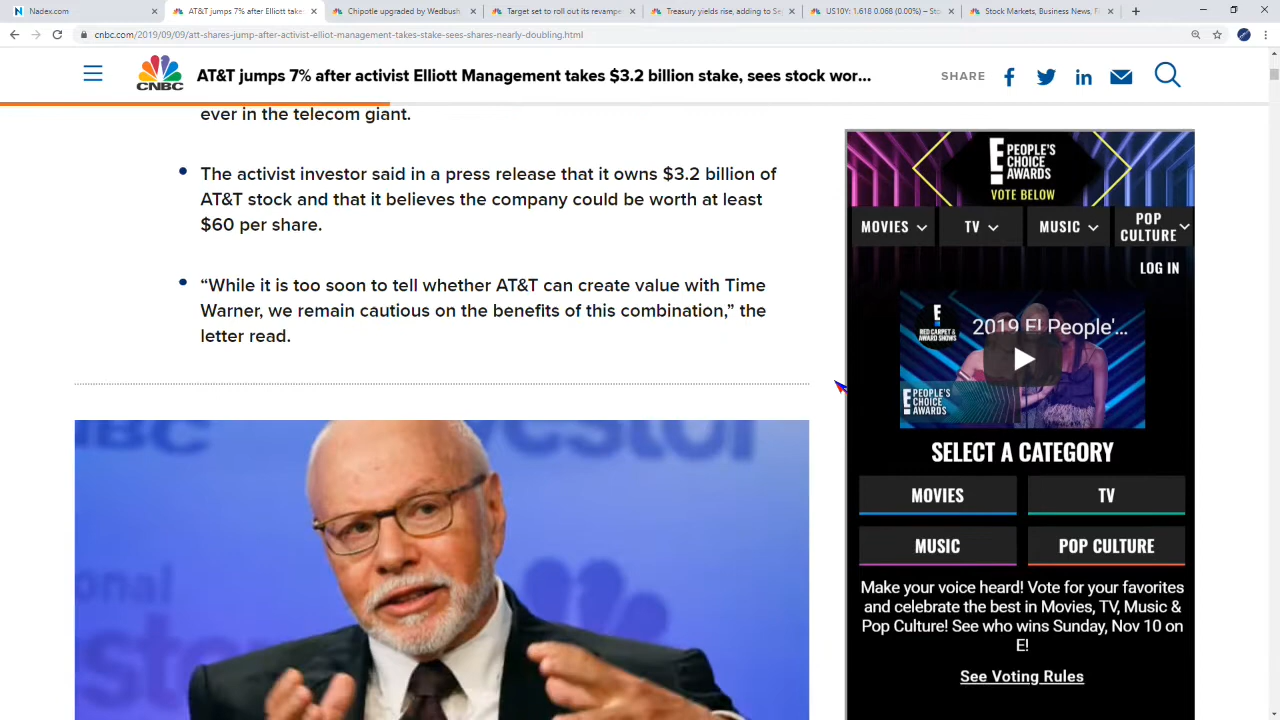 Nadex.com
AT&T jumps 7% after Elliott take
Chipotle upgraded by Wedbush
Target set to roll out its revampe
Treasury yields rise, adding to Se
US10Y: 1.618 0.068 (0.00%) – Sto
Stock Markets, Business News, F
cnbc.com/2019/09/09/att-shares-jump-after-activist-elliot-management-takes-stake-sees-shares-nearly-doubling.html
CNBC
AT&T jumps 7% after activist Elliott Management takes $3.2 billion stake, sees stock wor...
SHARE
ever in the telecom giant.
The activist investor said in a press release that it owns $3.2 billion of
AT&T stock and that it believes the company could be worth at least
$60 per share.
“While it is too soon to tell whether AT&T can create value with Time
Warner, we remain cautious on the benefits of this combination,” the
letter read.
E! PEOPLE'S
CHOICE
AWARDS
VOTE BELOW
MOVIES
TV
MUSIC
POP
CULTURE
LOG IN
2019 E! People'...
E!
RED CARPET &
AWARD SHOWS
E! PEOPLE'S
CHOICE
AWARDS
SELECT A CATEGORY
MOVIES
TV
MUSIC
POP CULTURE
Make your voice heard! Vote for your favorites
and celebrate the best in Movies, TV, Music &
Pop Culture! See who wins Sunday, Nov 10 on
E!
See Voting Rules